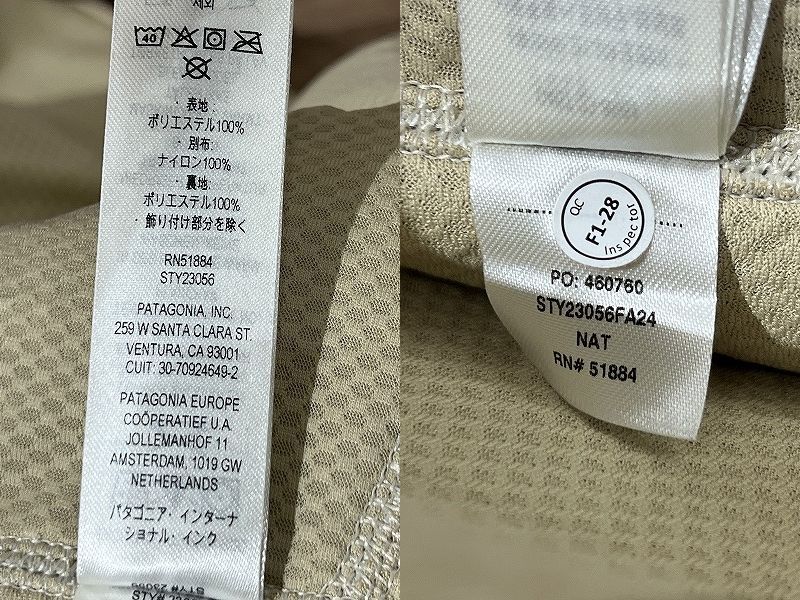 제외
40
・表地:
ポリエステル100%
・別布:
ナイロン100%
・裏地:
ポリエステル100%
・飾り付け部分を除く
RN51884
STY23056
PATAGONIA, INC.
259 W SANTA CLARA ST.
VENTURA, CA 93001
CUIT: 30-70924649-2
PATAGONIA EUROPE
COÖPERATIEF U.A.
JOLLEMANHOF 11
AMSTERDAM, 1019 GW
NETHERLANDS
パタゴニア・インターナ
ショナル・インク
QC
F1-28
Inspector
PO: 460760
STY23056FA24
NAT
RN# 51884